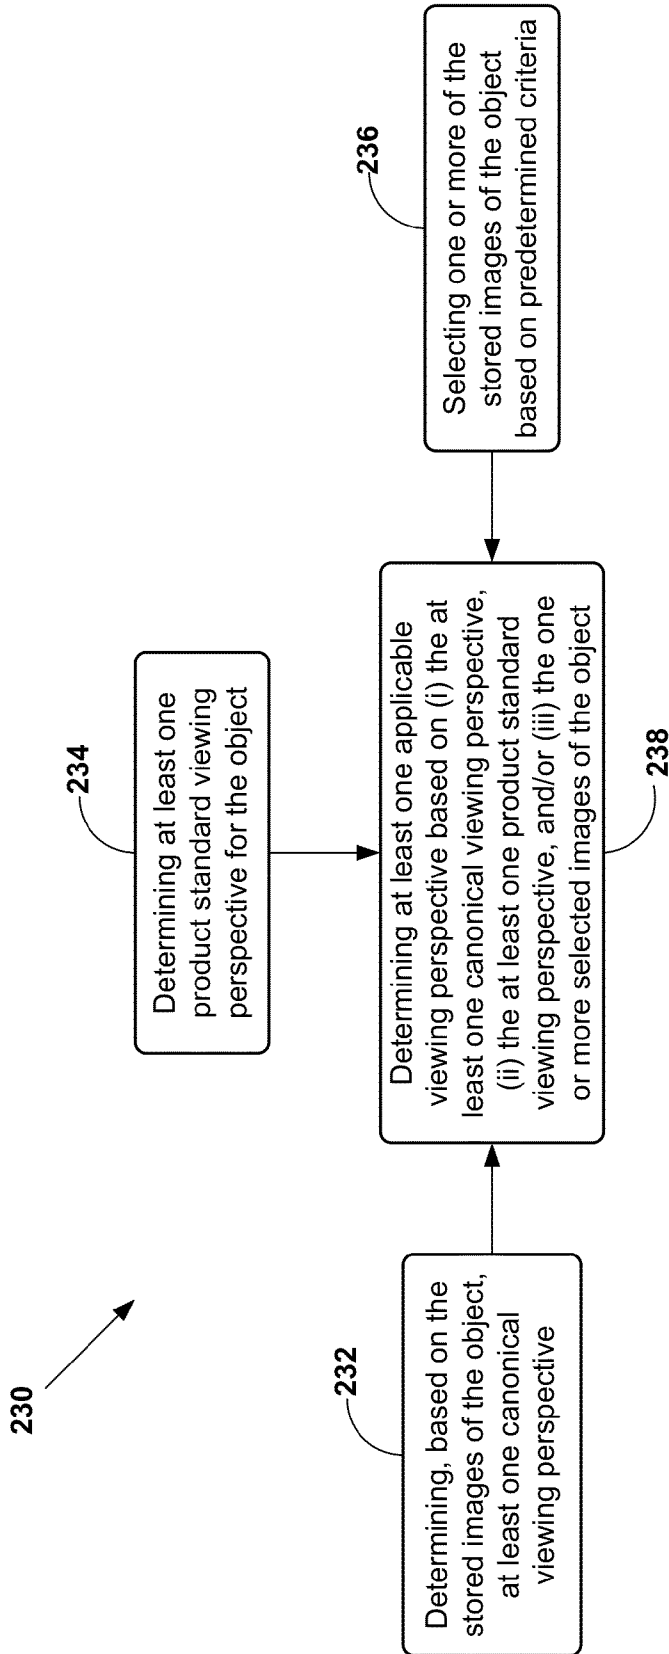 230
234
Determining at least one
product standard viewing
perspective for the object
232
Determining, based on the
stored images of the object,
at least one canonical
viewing perspective
Determining at least one applicable
viewing perspective based on (i) the at
least one canonical viewing perspective,
(ii) the at least one product standard
viewing perspective, and/or (iii) the one
or more selected images of the object
238
236
Selecting one or more of the
stored images of the object
based on predetermined criteria